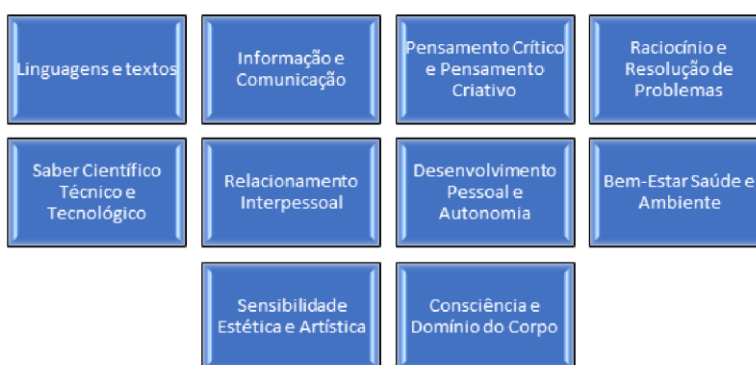 Linguagens e textos
Informação e
Comunicação
Pensamento Crítico
e Pensamento
Criativo
Raciocínio e
Resolução de
Problemas
Saber Científico
Técnico e
Tecnológico
Relacionamento
Interpessoal
Desenvolvimento
Pessoal e
Autonomia
Bem-Estar Saúde e
Ambiente
Sensibilidade
Estética e Artística
Consciência e
Domínio do Corpo